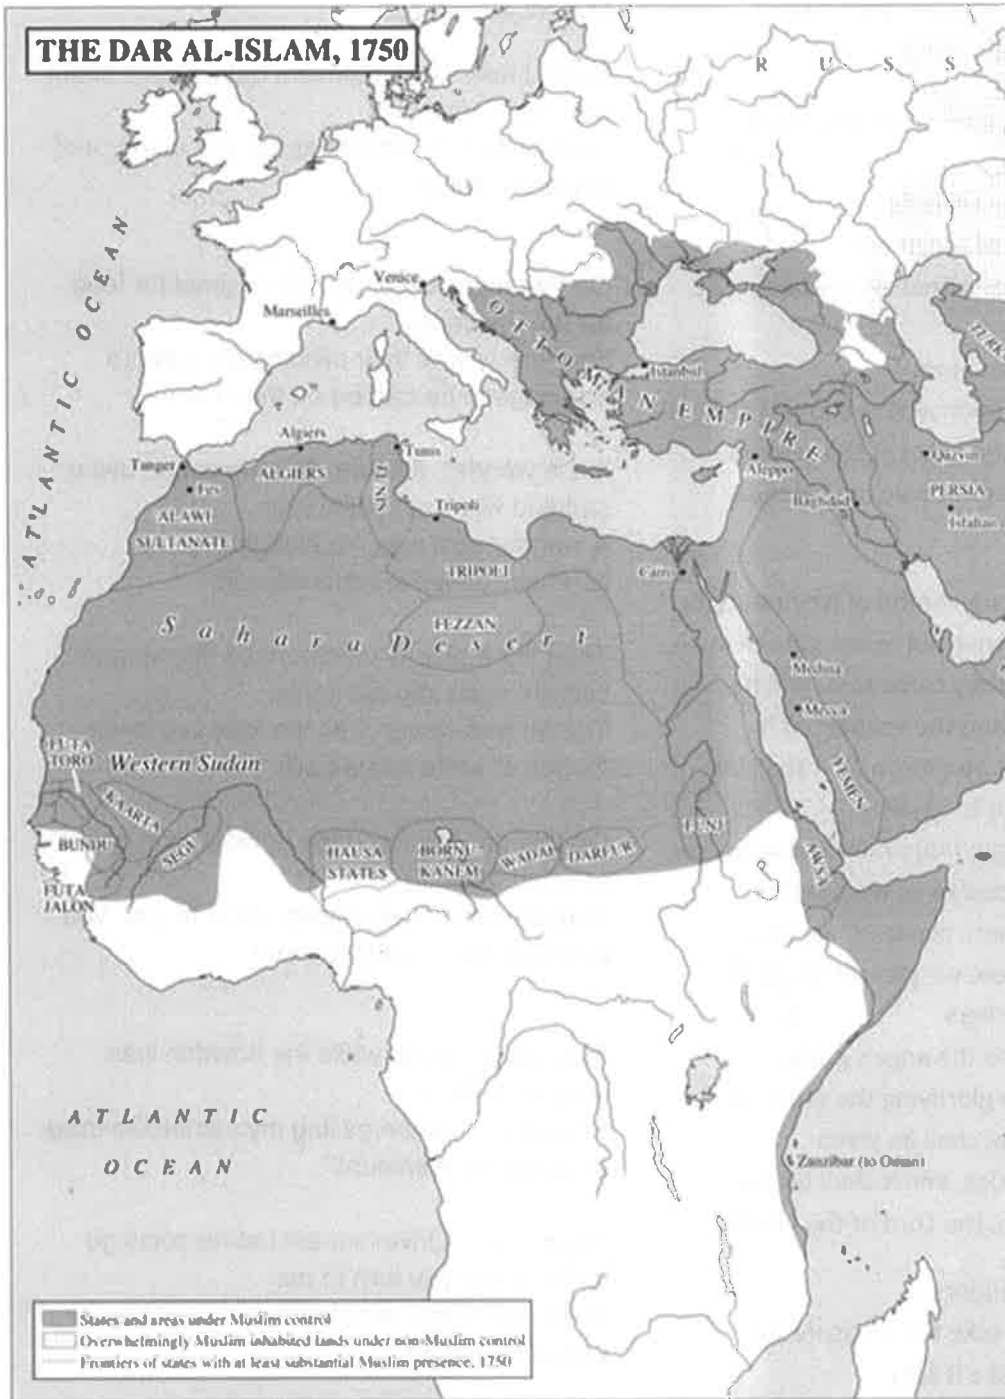 THE DAR AL-ISLAM, 1750
R U S S
ATLANTIC OCEAN
Venice
Marseilles
OTTOMAN EMPIRE
Istanbul
TURK
Algiers
Tunis
Tangier
Fes
ALGIERS
TUNIS
Tripoli
Aleppo
Qazvin
Baghdad
PERSIA
Isfahan
ALAWI
SULTANATE
TRIPOLI
Cairo
FEZZAN
Sahara Desert
Medina
Mecca
FUTA
TORO
Western Sudan
KAARTA
YEMEN
BUNDU
SEGU
HAUSA
STATES
BORNU-
KANEM
WADAI
DARFUR
FUNJ
AWSA
FUTA
JALON
ATLANTIC
OCEAN
Zanzibar (to Oman)
States and areas under Muslim control
Overwhelmingly Muslim inhabited lands under non-Muslim control
Frontiers of states with at least substantial Muslim presence, 1750